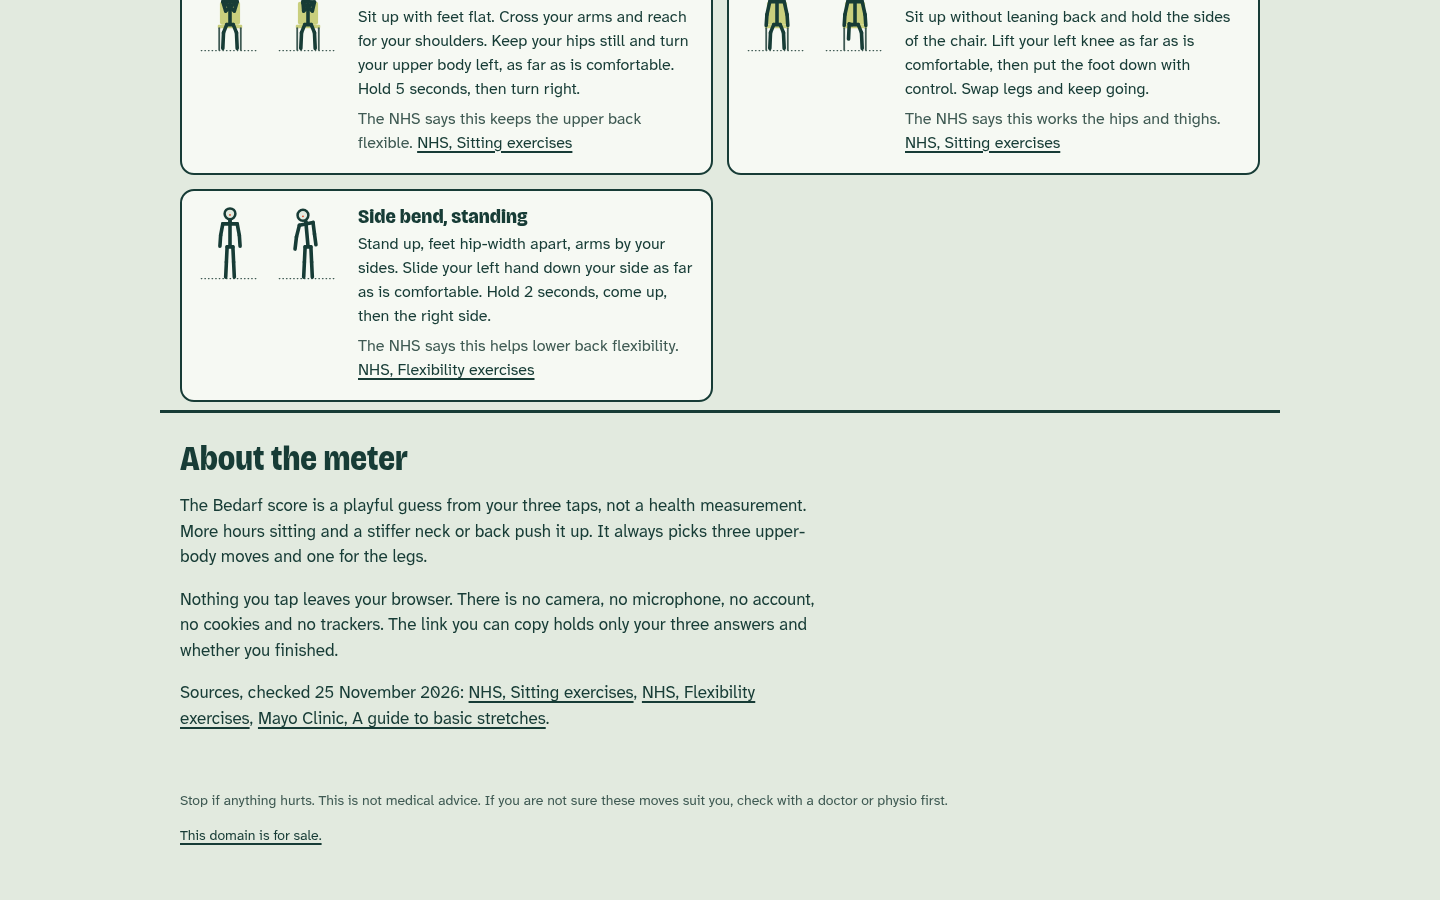 Sit up with feet flat. Cross your arms and reach
for your shoulders. Keep your hips still and turn
your upper body left, as far as is comfortable.
Hold 5 seconds, then turn right.
The NHS says this keeps the upper back
flexible. NHS, Sitting exercises
Sit up without leaning back and hold the sides
of the chair. Lift your left knee as far as is
comfortable, then put the foot down with
control. Swap legs and keep going.
The NHS says this works the hips and thighs.
NHS, Sitting exercises
Side bend, standing
Stand up, feet hip-width apart, arms by your
sides. Slide your left hand down your side as far
as is comfortable. Hold 2 seconds, come up,
then the right side.
The NHS says this helps lower back flexibility.
NHS, Flexibility exercises
About the meter
The Bedarf score is a playful guess from your three taps, not a health measurement.
More hours sitting and a stiffer neck or back push it up. It always picks three upper-
body moves and one for the legs.
Nothing you tap leaves your browser. There is no camera, no microphone, no account,
no cookies and no trackers. The link you can copy holds only your three answers and
whether you finished.
Sources, checked 25 November 2026: NHS, Sitting exercises, NHS, Flexibility
exercises, Mayo Clinic, A guide to basic stretches.
Stop if anything hurts. This is not medical advice. If you are not sure these moves suit you, check with a doctor or physio first.
This domain is for sale.